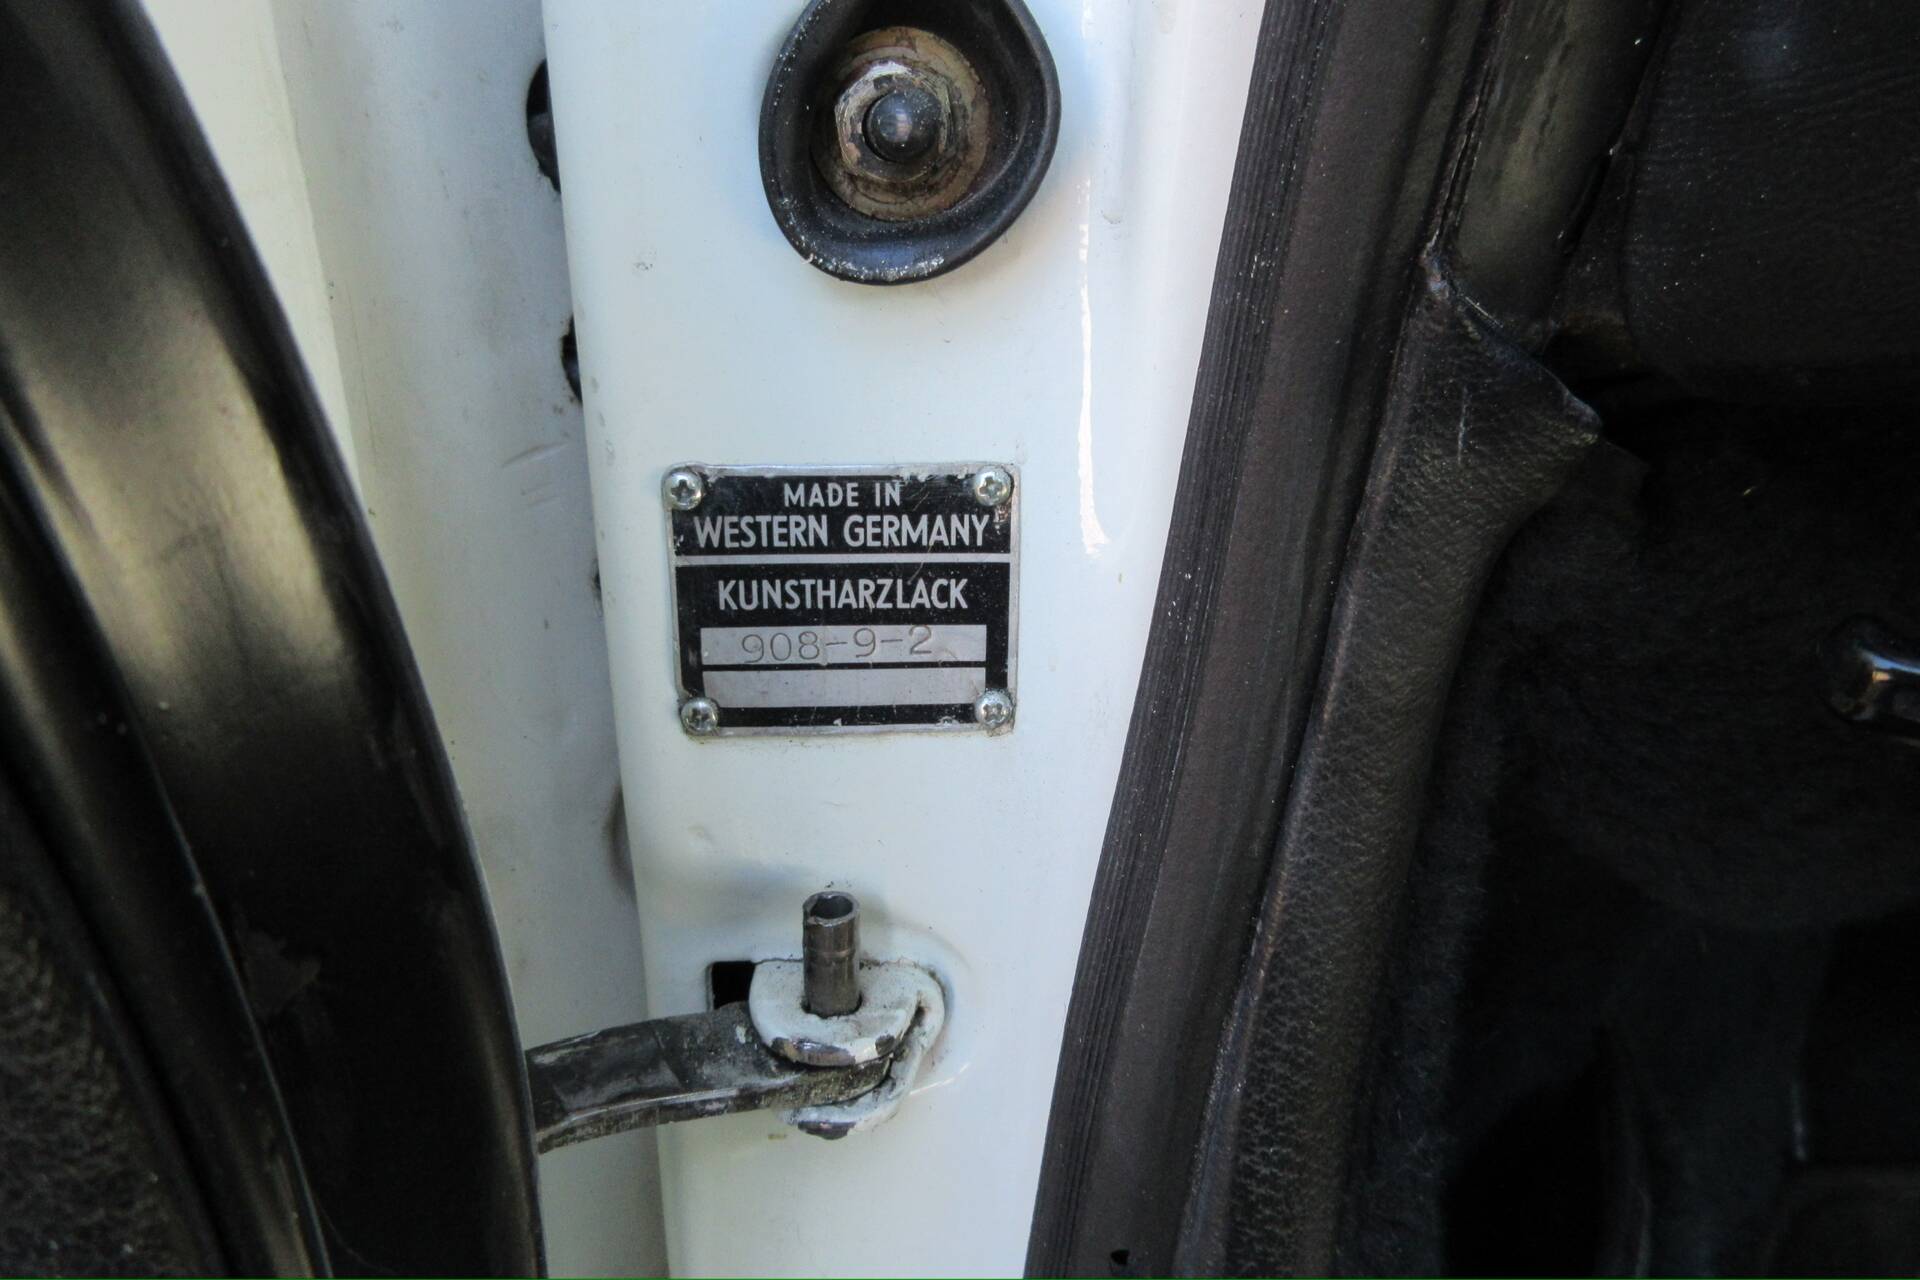 MADE IN
WESTERN GERMANY
KUNSTHARZLACK
908-9-2